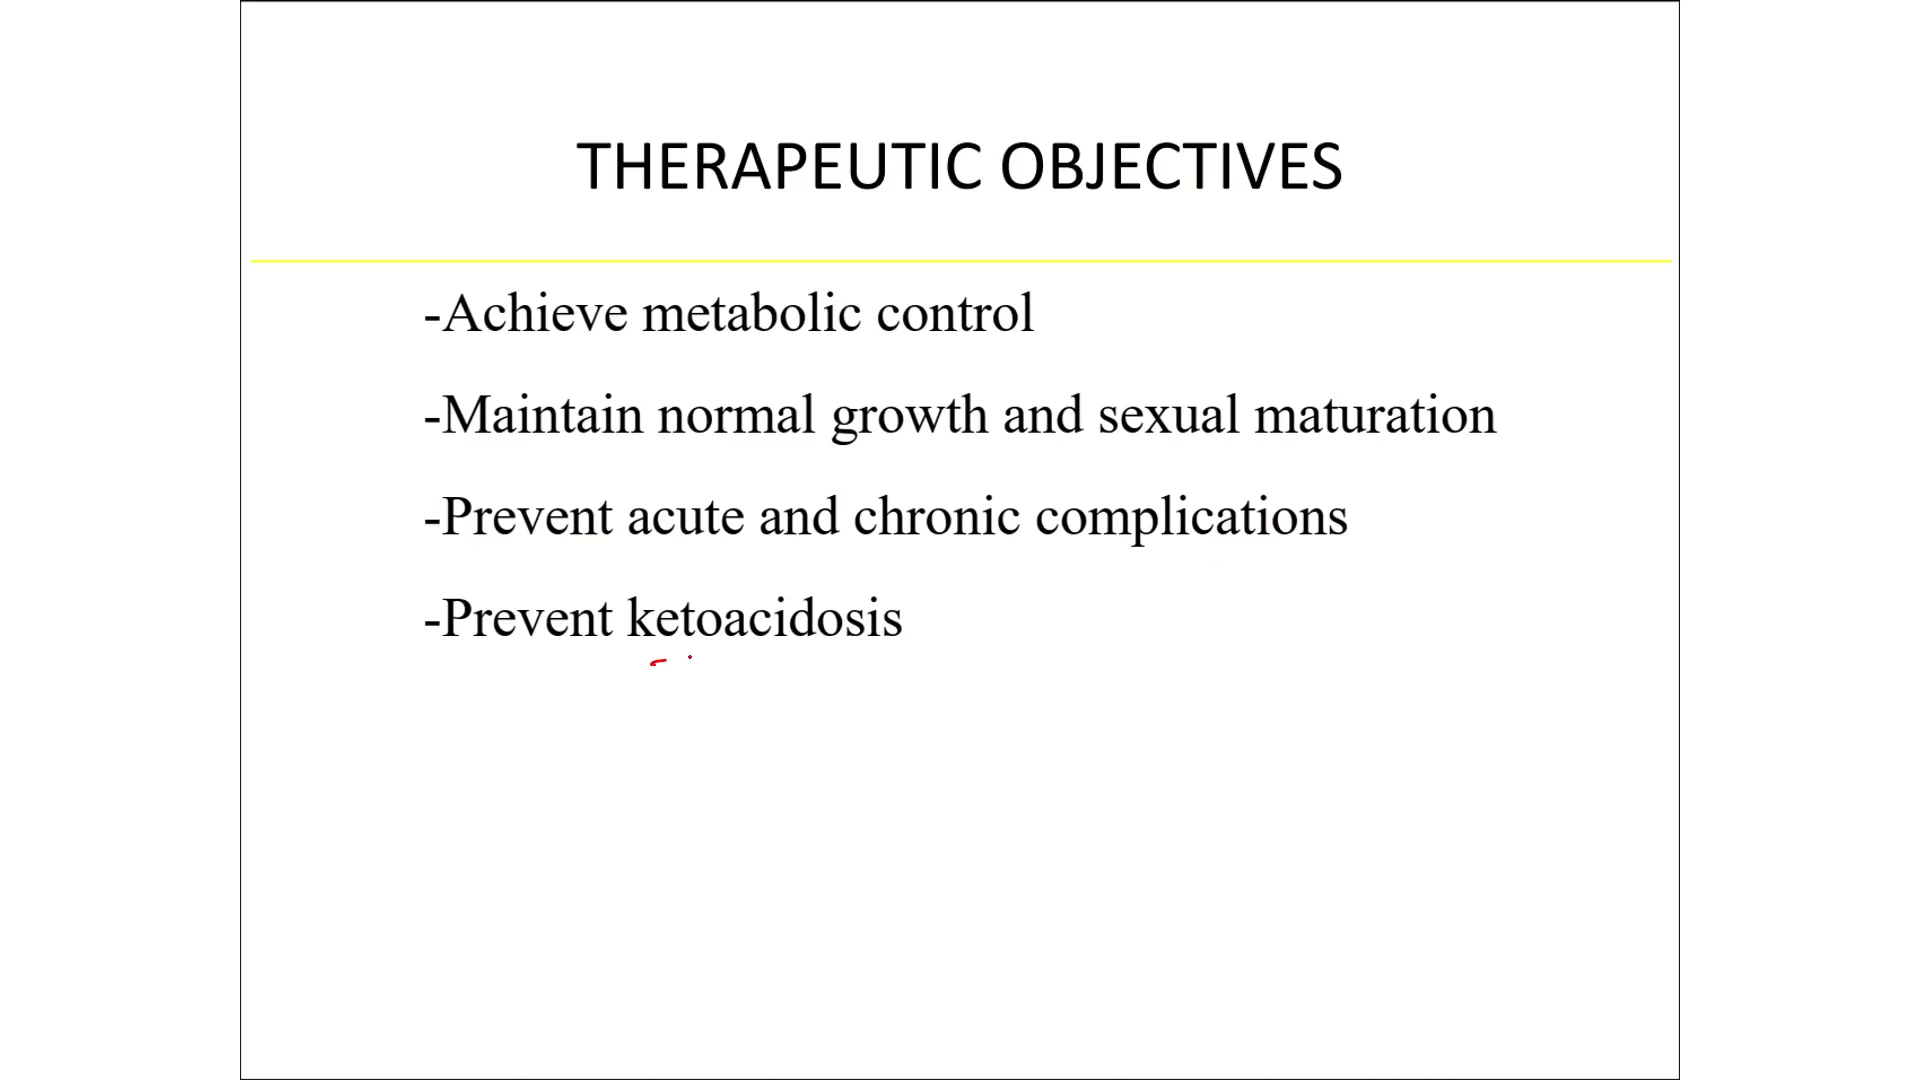 THERAPEUTIC OBJECTIVES
-Achieve metabolic control
-Maintain normal growth and sexual maturation
-Prevent acute and chronic complications
-Prevent ketoacidosis